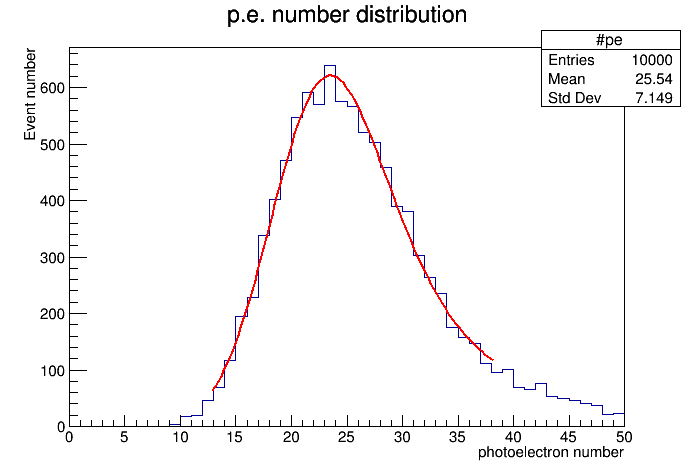 p.e. number distribution
#pe
Entries 10000
Mean 25.54
Std Dev 7.149
Event number
600
500
400
300
200
100
0
0 5 10 15 20 25 30 35 40 45 50
photoelectron number